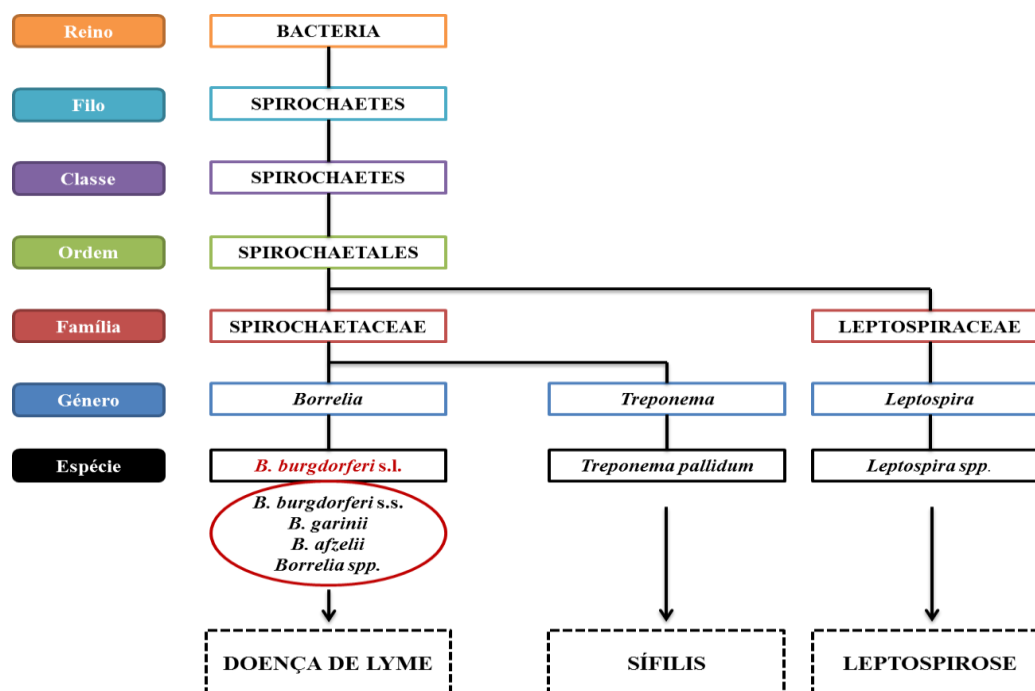 Reino BACTERIA
Filo SPIROCHAETES
Classe SPIROCHAETES
Ordem SPIROCHAETALES
Família SPIROCHAETACEAE LEPTOSPIRACEAE
Género Borrelia Treponema Leptospira
Espécie B. burgdorferi s.l. Treponema pallidum Leptospira spp.
B. burgdorferi s.s.
B. garinii
B. afzelii
Borrelia spp.
DOENÇA DE LYME SÍFILIS LEPTOSPIROSE